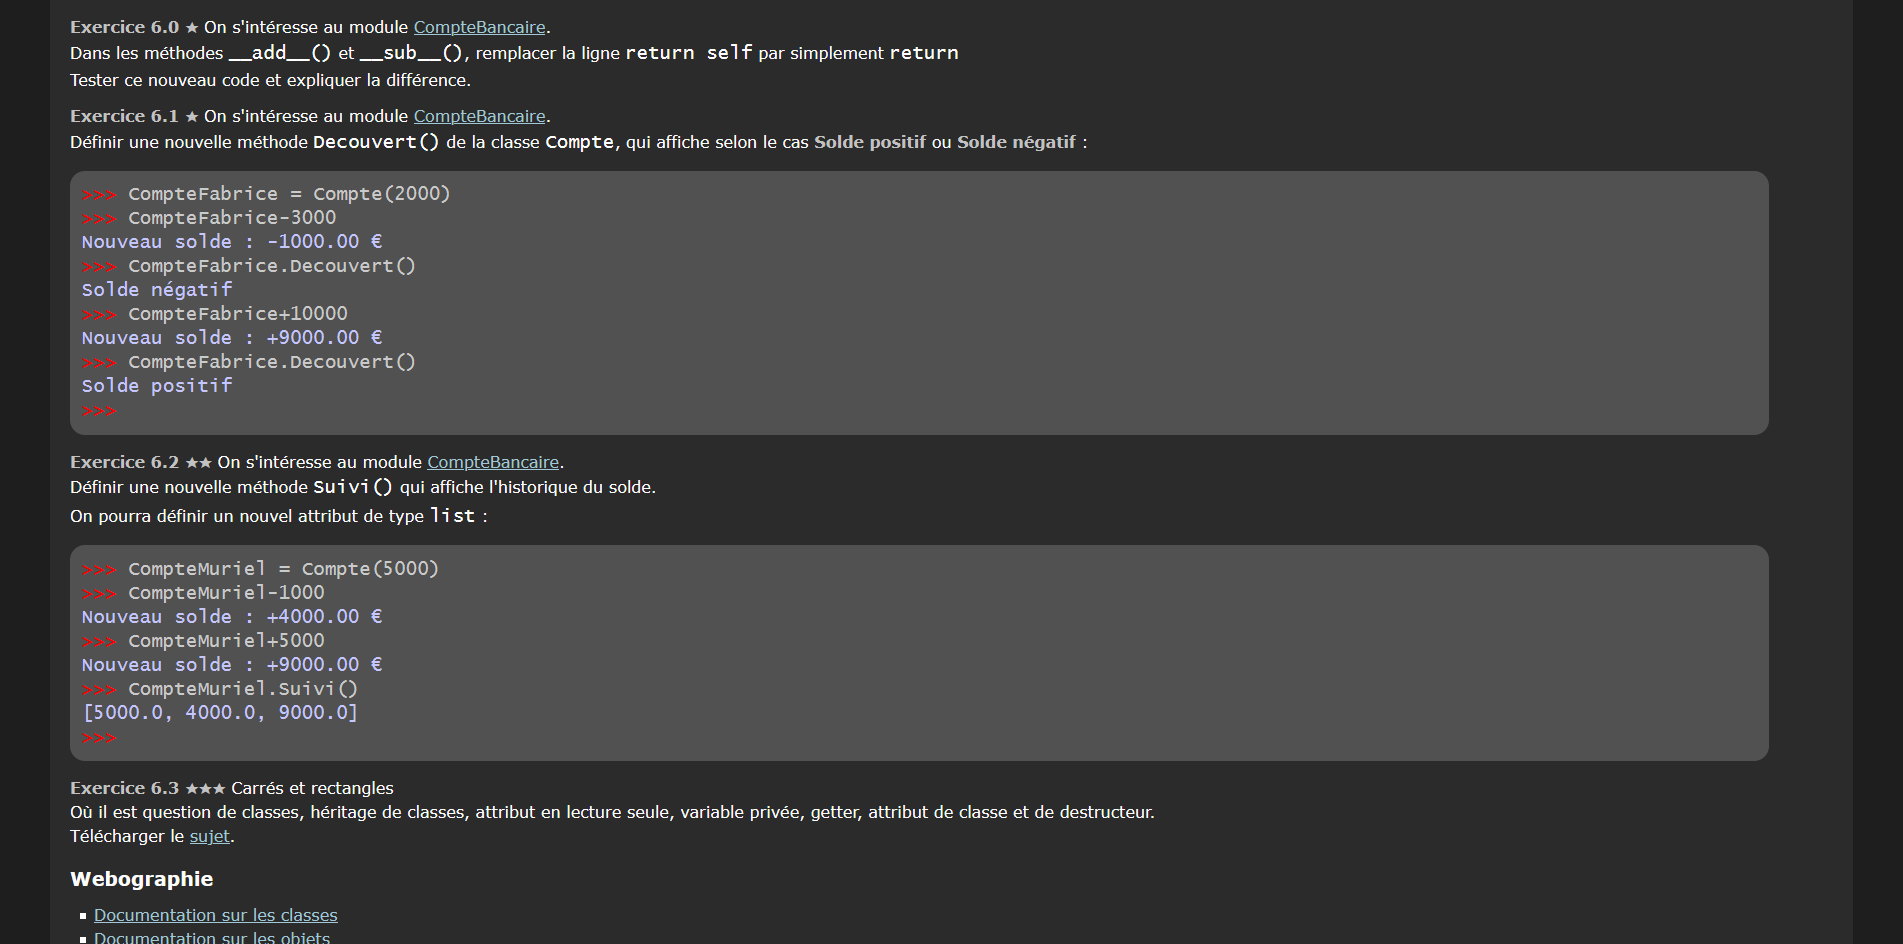 Exercice 6.0 ★ On s'intéresse au module CompteBancaire.
Dans les méthodes __add__() et __sub__(), remplacer la ligne return self par simplement return
Tester ce nouveau code et expliquer la différence.
Exercice 6.1 ★ On s'intéresse au module CompteBancaire.
Définir une nouvelle méthode Decouvert() de la classe Compte, qui affiche selon le cas Solde positif ou Solde négatif :
>>> CompteFabrice = Compte(2000)
>>> CompteFabrice-3000
Nouveau solde : -1000.00 €
>>> CompteFabrice.Decouvert()
Solde négatif
>>> CompteFabrice+10000
Nouveau solde : +9000.00 €
>>> CompteFabrice.Decouvert()
Solde positif
>>>
Exercice 6.2 ★★ On s'intéresse au module CompteBancaire.
Définir une nouvelle méthode Suivi() qui affiche l'historique du solde.
On pourra définir un nouvel attribut de type list :
>>> CompteMuriel = Compte(5000)
>>> CompteMuriel-1000
Nouveau solde : +4000.00 €
>>> CompteMuriel+5000
Nouveau solde : +9000.00 €
>>> CompteMuriel.Suivi()
[5000.0, 4000.0, 9000.0]
>>>
Exercice 6.3 ★★★ Carrés et rectangles
Où il est question de classes, héritage de classes, attribut en lecture seule, variable privée, getter, attribut de classe et de destructeur.
Télécharger le sujet.
Webographie
▪ Documentation sur les classes
▪ Documentation sur les objets